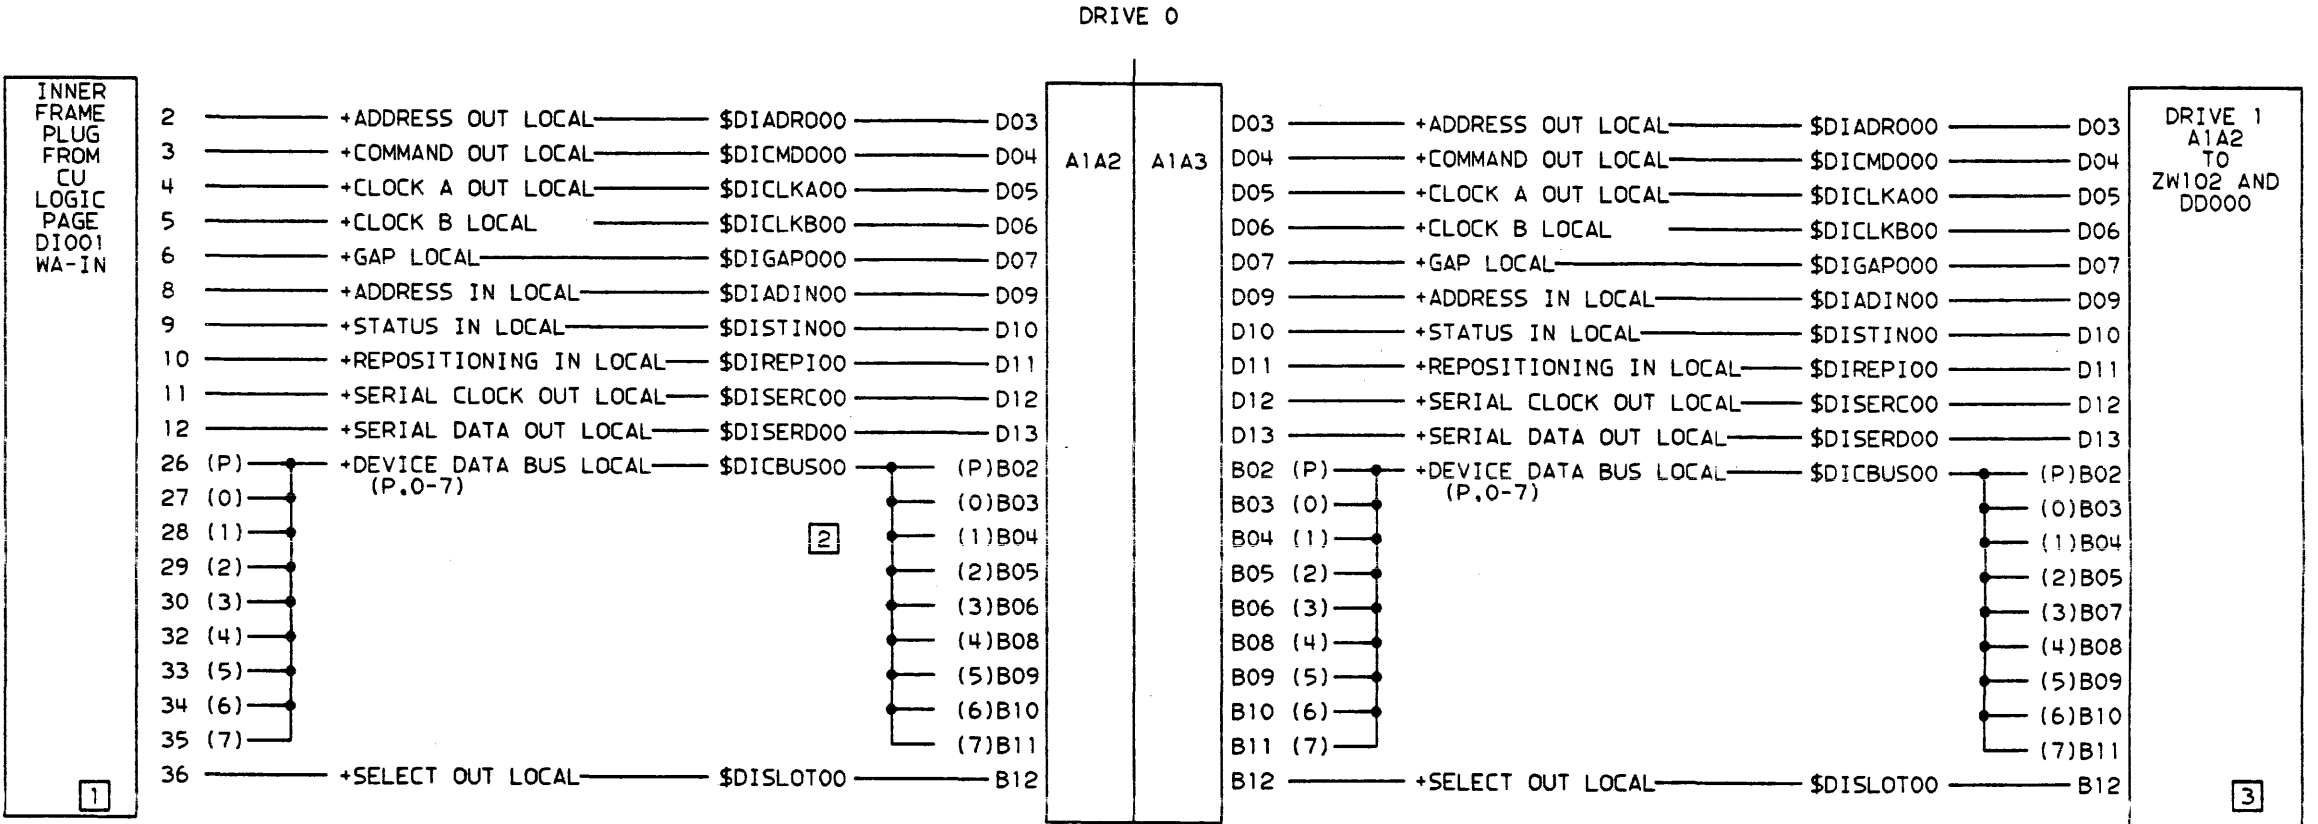 DRIVE 0
INNER
FRAME
PLUG
FROM
CU
LOGIC
PAGE
DI001
WA-IN
1
2 +ADDRESS OUT LOCAL $DIADRO00 D03
3 +COMMAND OUT LOCAL $DICMDO00 D04
4 +CLOCK A OUT LOCAL $DICLKA00 D05
5 +CLOCK B LOCAL $DICLKB00 D06
6 +GAP LOCAL $DIGAPO00 D07
8 +ADDRESS IN LOCAL $DIADIN00 D09
9 +STATUS IN LOCAL $DISTIN00 D10
10 +REPOSITIONING IN LOCAL $DIREPI00 D11
11 +SERIAL CLOCK OUT LOCAL $DISERC00 D12
12 +SERIAL DATA OUT LOCAL $DISERD00 D13
26 (P) +DEVICE DATA BUS LOCAL $DICBUS00 (P)B02
(P,0-7)
27 (0) (0)B03
28 (1) (1)B04
2
29 (2) (2)B05
30 (3) (3)B06
32 (4) (4)B08
33 (5) (5)B09
34 (6) (6)B10
35 (7) (7)B11
36 +SELECT OUT LOCAL $DISLOT00 B12
A1A2 A1A3
D03 +ADDRESS OUT LOCAL $DIADRO00 D03
D04 +COMMAND OUT LOCAL $DICMDO00 D04
D05 +CLOCK A OUT LOCAL $DICLKA00 D05
D06 +CLOCK B LOCAL $DICLKB00 D06
D07 +GAP LOCAL $DIGAPO00 D07
D09 +ADDRESS IN LOCAL $DIADIN00 D09
D10 +STATUS IN LOCAL $DISTIN00 D10
D11 +REPOSITIONING IN LOCAL $DIREPI00 D11
D12 +SERIAL CLOCK OUT LOCAL $DISERC00 D12
D13 +SERIAL DATA OUT LOCAL $DISERD00 D13
B02 (P) +DEVICE DATA BUS LOCAL $DICBUS00 (P)B02
(P,0-7)
B03 (0) (0)B03
B04 (1) (1)B04
B05 (2) (2)B05
B06 (3) (3)B07
B08 (4) (4)B08
B09 (5) (5)B09
B10 (6) (6)B10
B11 (7) (7)B11
B12 +SELECT OUT LOCAL $DISLOT00 B12
DRIVE 1
A1A2
TO
ZW102 AND
DD000
3